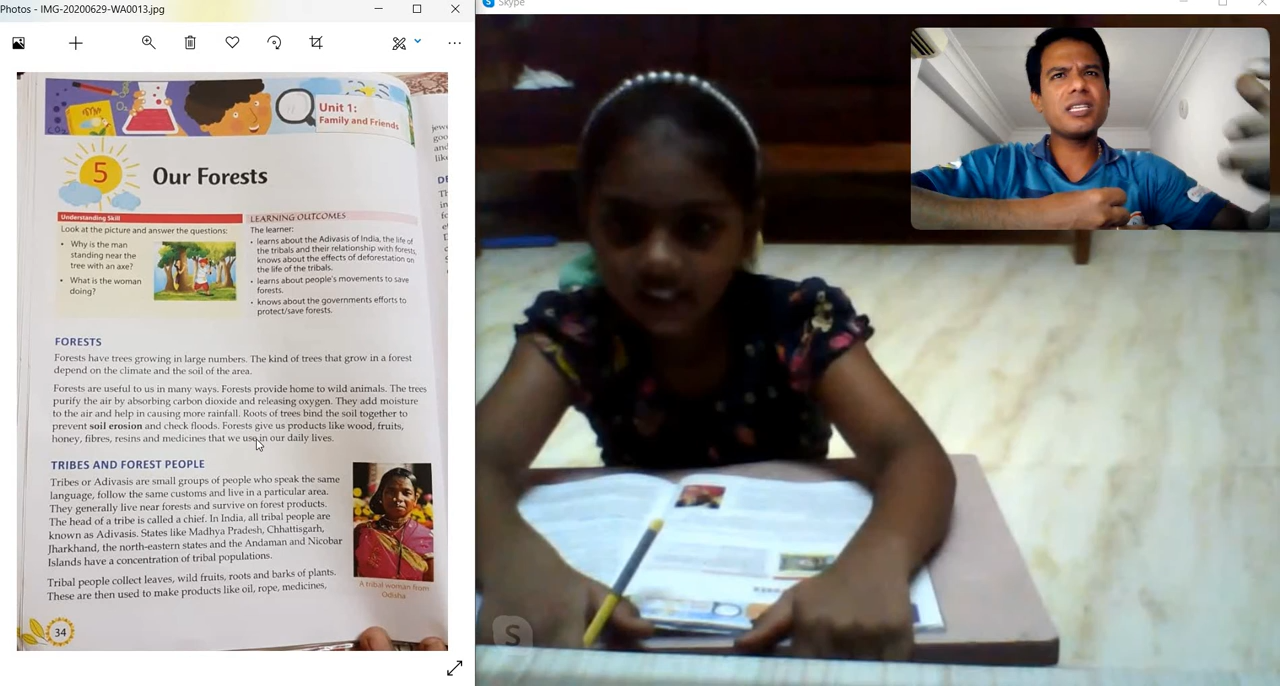 Photos - IMG-20200629-WA0013.jpg
Skype
Unit 1:
Family and Friends
5
Our Forests
Understanding Skill
Look at the picture and answer the questions:
• Why is the man
standing near the
tree with an axe?
• What is the woman
doing?
LEARNING OUTCOMES
The learner:
• learns about the Adivasis of India, the life of
the tribals and their relationship with forests,
knows about the effects of deforestation on
the life of the tribals.
• learns about people's movements to save
forests.
• knows about the governments efforts to
protect/save forests.
FORESTS
Forests have trees growing in large numbers. The kind of trees that grow in a forest
depend on the climate and the soil of the area.
Forests are useful to us in many ways. Forests provide home to wild animals. The trees
purify the air by absorbing carbon dioxide and releasing oxygen. They add moisture
to the air and help in causing more rainfall. Roots of trees bind the soil together to
prevent soil erosion and check floods. Forests give us products like wood, fruits,
honey, fibres, resins and medicines that we use in our daily lives.
TRIBES AND FOREST PEOPLE
Tribes or Adivasis are small groups of people who speak the same
language, follow the same customs and live in a particular area.
They generally live near forests and survive on forest products.
The head of a tribe is called a chief. In India, all tribal people are
known as Adivasis. States like Madhya Pradesh, Chhattisgarh,
Jharkhand, the north-eastern states and the Andaman and Nicobar
Islands have a concentration of tribal populations.
Tribal people collect leaves, wild fruits, roots and barks of plants.
These are then used to make products like oil, rope, medicines,
A tribal woman from
Odisha
34